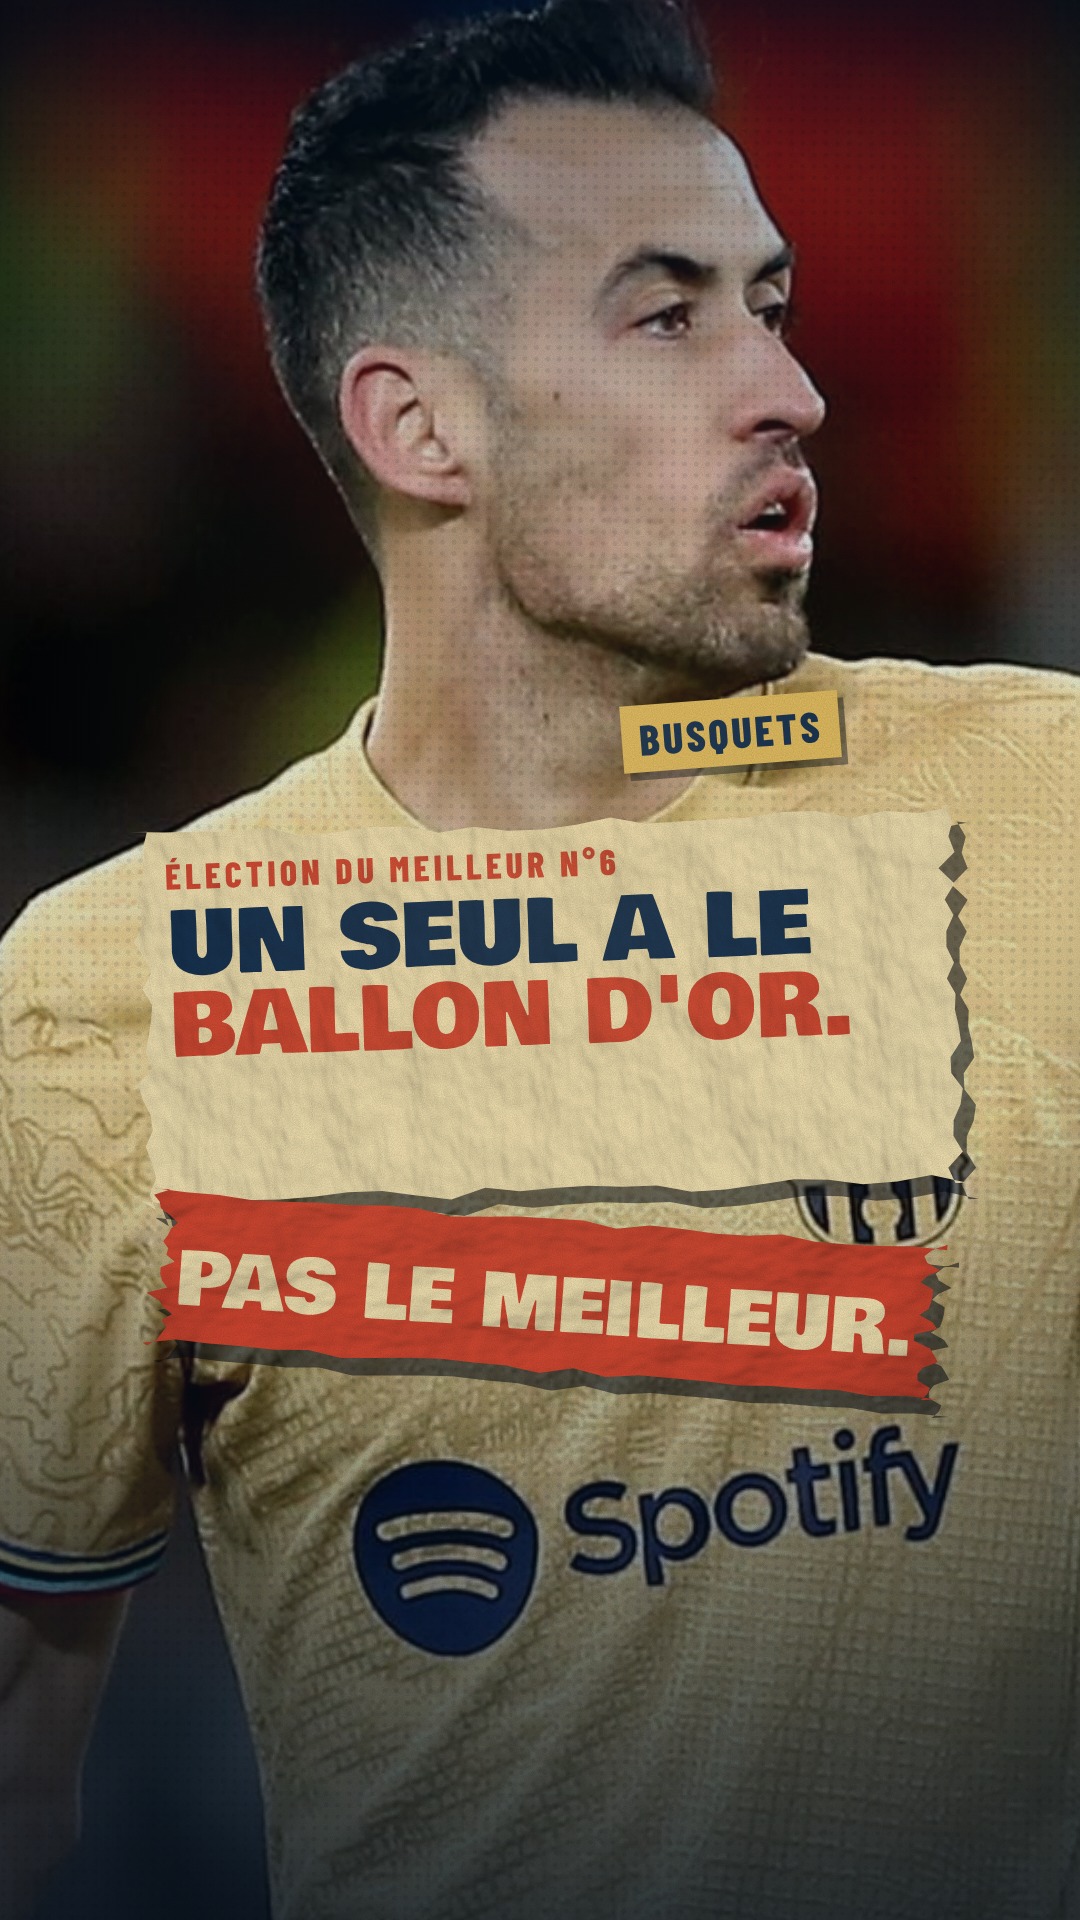 BUSQUETS
ÉLECTION DU MEILLEUR N°6
UN SEUL A LE
BALLON D'OR.
PAS LE MEILLEUR.
Spotify